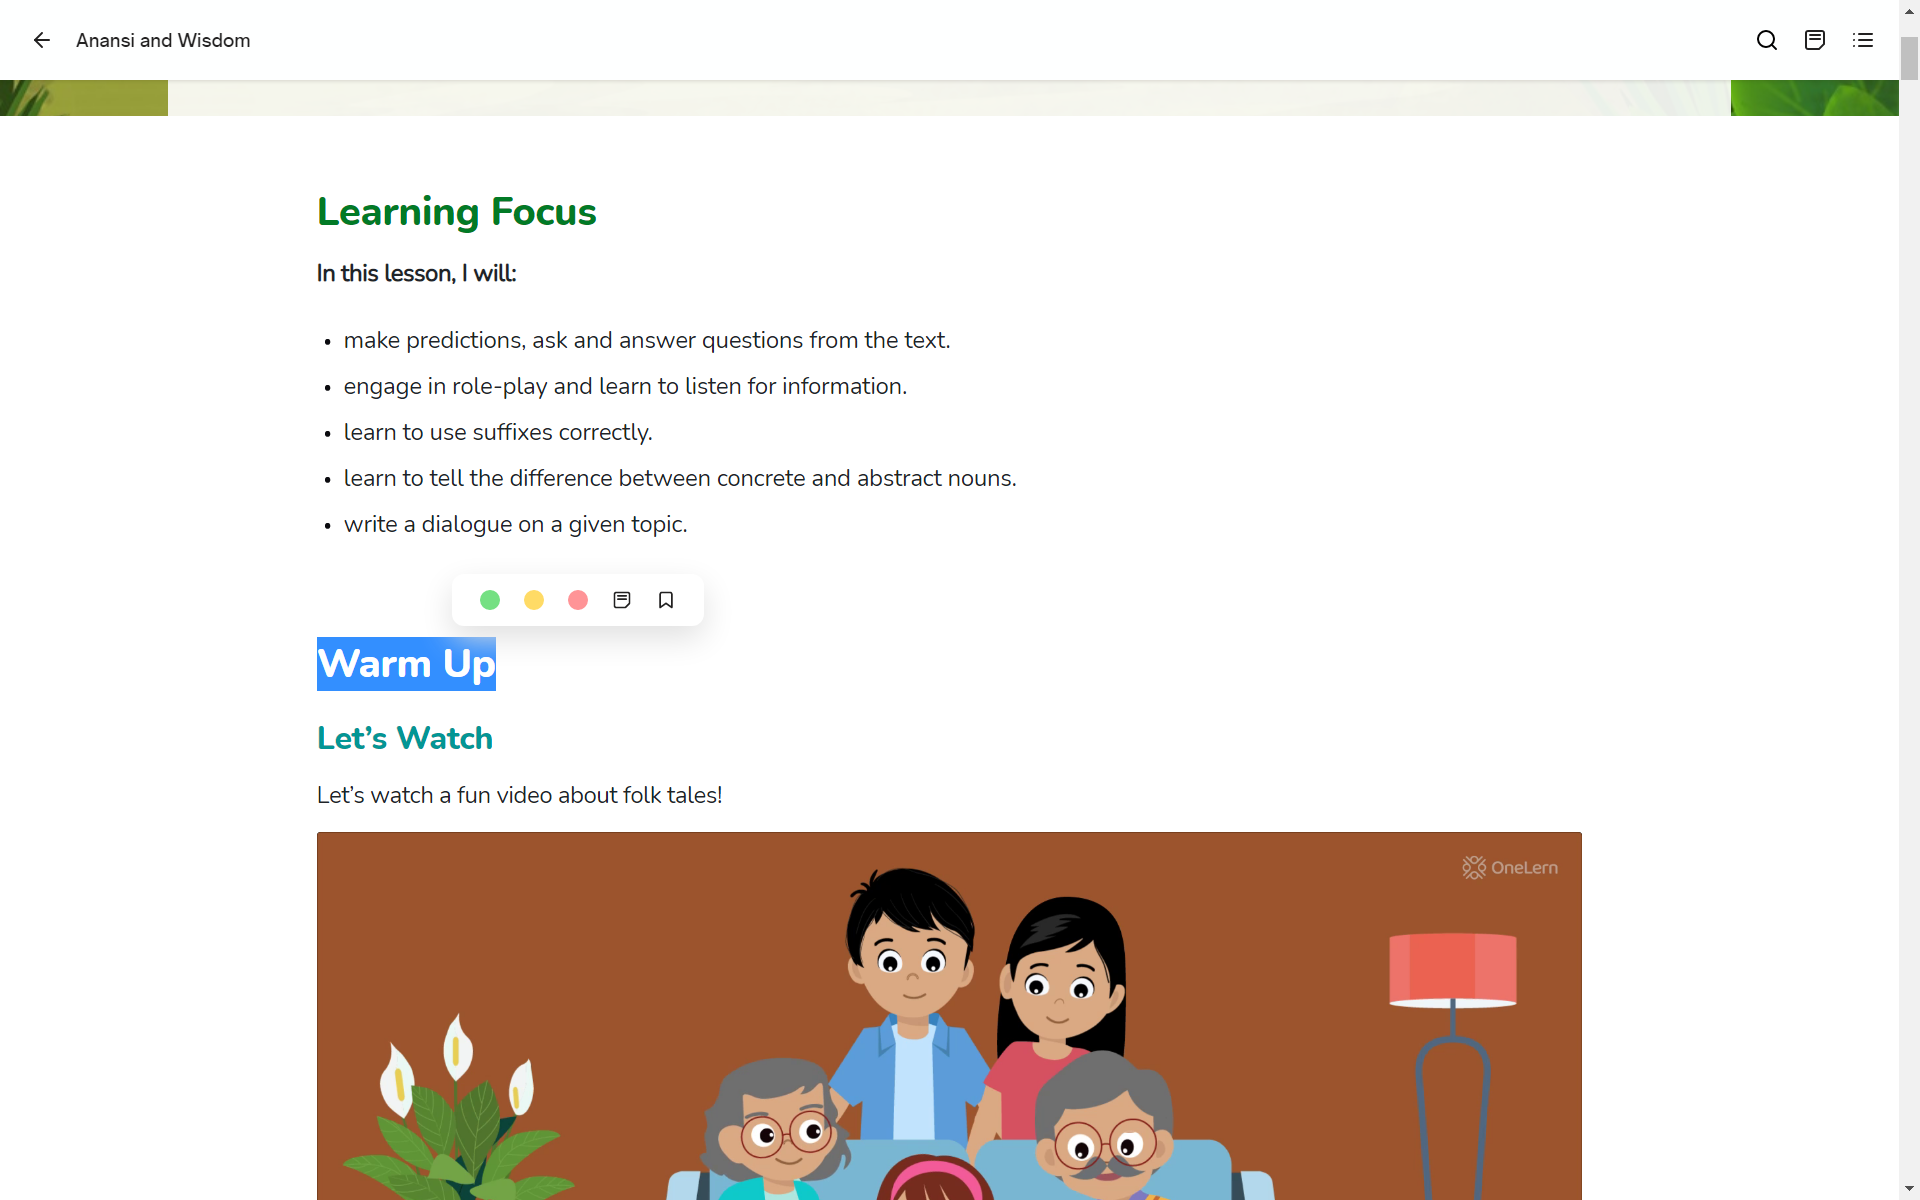 Anansi and Wisdom
Learning Focus
In this lesson, I will:
• make predictions, ask and answer questions from the text.
• engage in role-play and learn to listen for information.
• learn to use suffixes correctly.
• learn to tell the difference between concrete and abstract nouns.
• write a dialogue on a given topic.
Warm Up
Let’s Watch
Let’s watch a fun video about folk tales!
OneLern